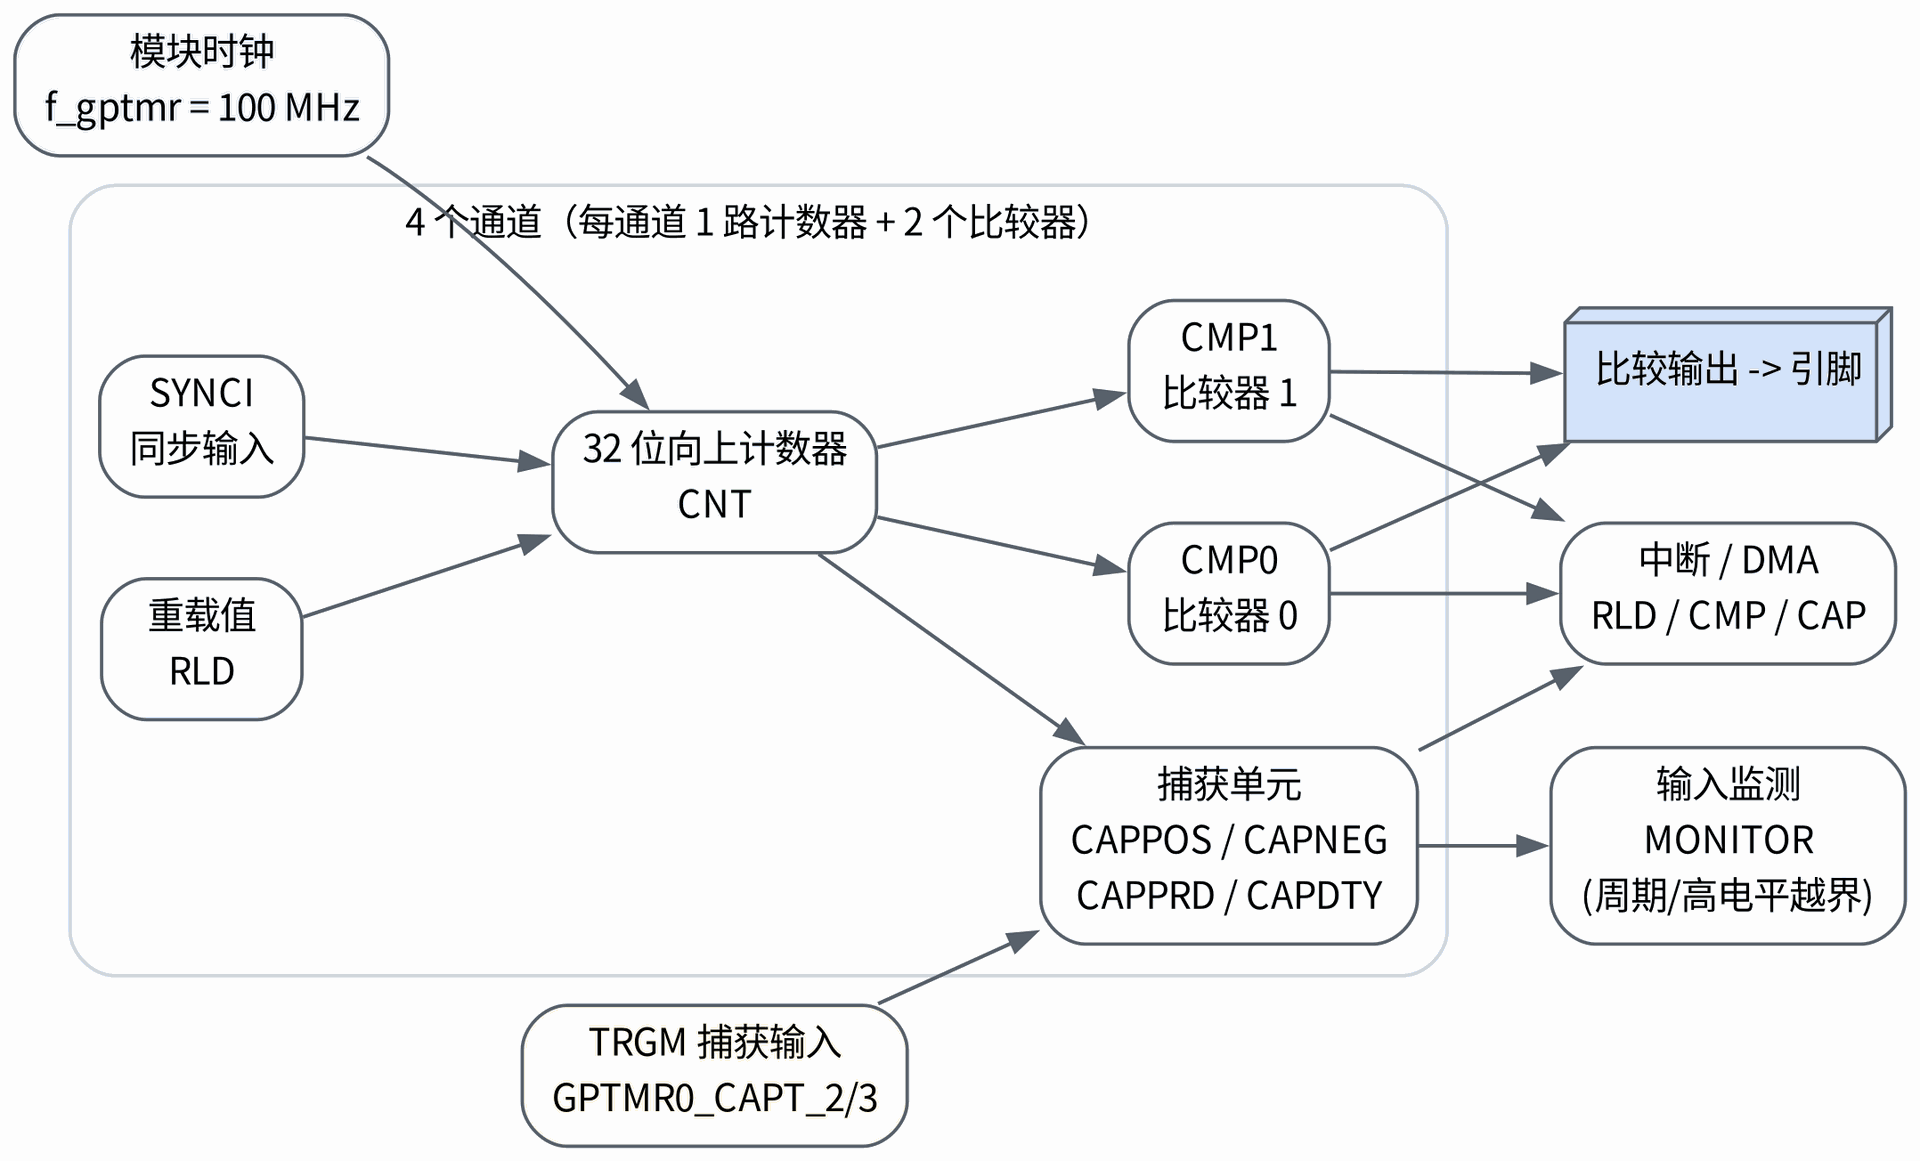 模块时钟
f_gptmr = 100 MHz
4 个通道（每通道 1 路计数器 + 2 个比较器）
SYNCI
同步输入
重载值
RLD
32 位向上计数器
CNT
CMP1
比较器 1
CMP0
比较器 0
比较输出 -> 引脚
中断 / DMA
RLD / CMP / CAP
捕获单元
CAPPOS / CAPNEG
CAPPRD / CAPDTY
输入监测
MONITOR
(周期/高电平越界)
TRGM 捕获输入
GPTMR0_CAPT_2/3